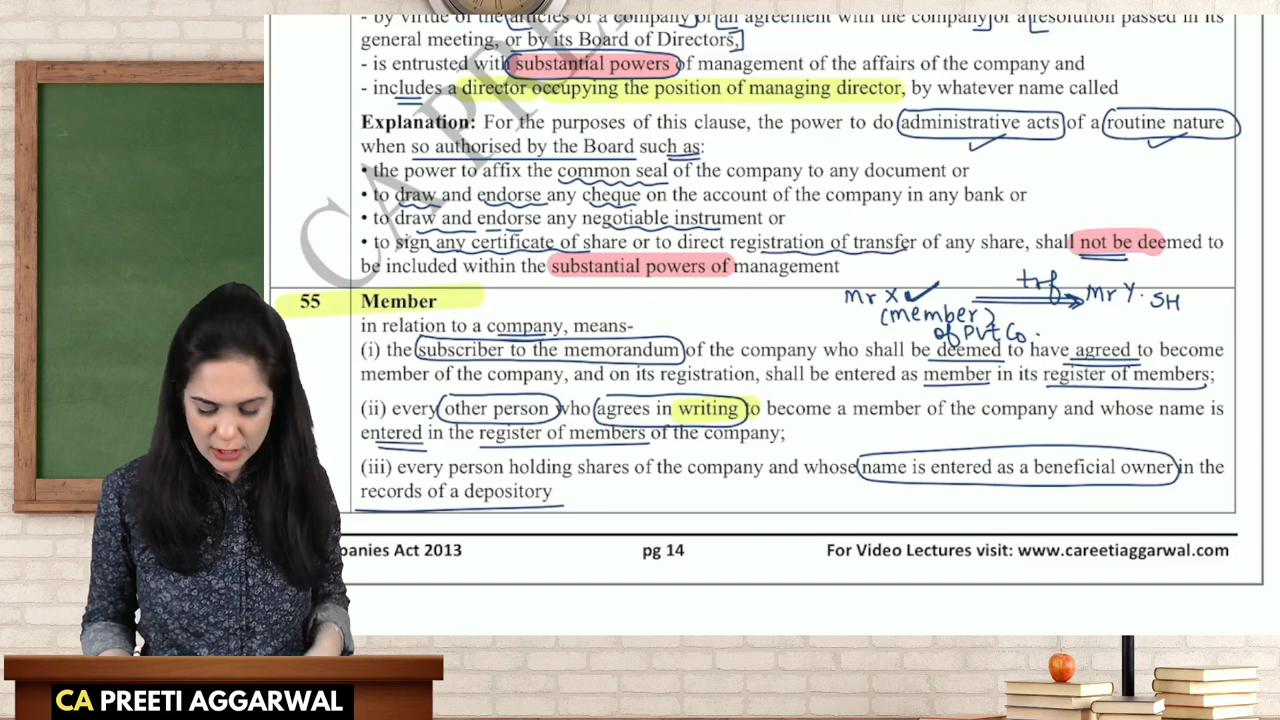 - by virtue of the articles of a company or an agreement with the company or a resolution passed in its
general meeting, or by its Board of Directors,
- is entrusted with substantial powers of management of the affairs of the company and
- includes a director occupying the position of managing director, by whatever name called
Explanation: For the purposes of this clause, the power to do administrative acts of a routine nature
when so authorised by the Board such as:
• the power to affix the common seal of the company to any document or
• to draw and endorse any cheque on the account of the company in any bank or
• to draw and endorse any negotiable instrument or
• to sign any certificate of share or to direct registration of transfer of any share, shall not be deemed to
be included within the substantial powers of management
55 Member
Mr X trf Mr Y. SH
(member)
of Pvt Co.
in relation to a company, means-
(i) the subscriber to the memorandum of the company who shall be deemed to have agreed to become
member of the company, and on its registration, shall be entered as member in its register of members;
(ii) every other person who agrees in writing to become a member of the company and whose name is
entered in the register of members of the company;
(iii) every person holding shares of the company and whose name is entered as a beneficial owner in the
records of a depository
panies Act 2013 pg 14 For Video Lectures visit: www.careetiaggarwal.com
CA PREETI AGGARWAL
CA PRE